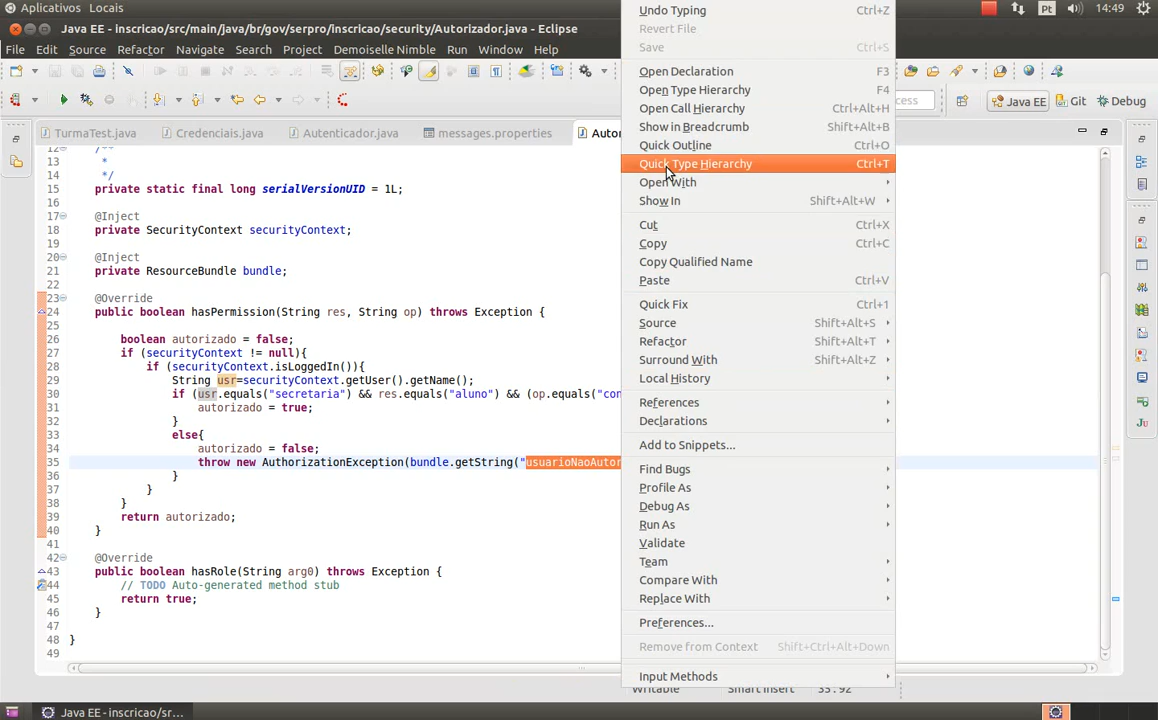 Aplicativos Locais Pt 14:49
Java EE - inscricao/src/main/java/br/gov/serpro/inscricao/security/Autorizador.java - Eclipse
File Edit Source Refactor Navigate Search Project Demoiselle Nimble Run Window Help
cess Java EE Git Debug
TurmaTest.java Credenciais.java Autenticador.java messages.properties Autor
12 /**
13 *
14 */
15 private static final long serialVersionUID = 1L;
16
17 @Inject
18 private SecurityContext securityContext;
19
20 @Inject
21 private ResourceBundle bundle;
22
23 @Override
24 public boolean hasPermission(String res, String op) throws Exception {
25
26 boolean autorizado = false;
27 if (securityContext != null){
28 if (securityContext.isLoggedIn()){
29 String usr=securityContext.getUser().getName();
30 if (usr.equals("secretaria") && res.equals("aluno") && (op.equals("con
31 autorizado = true;
32 }
33 else{
34 autorizado = false;
35 throw new AuthorizationException(bundle.getString("usuarioNaoAutor
36 }
37 }
38 }
39 return autorizado;
40 }
41
42 @Override
43 public boolean hasRole(String arg0) throws Exception {
44 // TODO Auto-generated method stub
45 return true;
46 }
47
48 }
49
Undo Typing Ctrl+Z
Revert File
Save Ctrl+S
Open Declaration F3
Open Type Hierarchy F4
Open Call Hierarchy Ctrl+Alt+H
Show in Breadcrumb Shift+Alt+B
Quick Outline Ctrl+O
Quick Type Hierarchy Ctrl+T
Open With
Show In Shift+Alt+W
Cut Ctrl+X
Copy Ctrl+C
Copy Qualified Name
Paste Ctrl+V
Quick Fix Ctrl+1
Source Shift+Alt+S
Refactor Shift+Alt+T
Surround With Shift+Alt+Z
Local History
References
Declarations
Add to Snippets...
Find Bugs
Profile As
Debug As
Run As
Validate
Team
Compare With
Replace With
Preferences...
Remove from Context Shift+Ctrl+Alt+Down
Input Methods
Writable Smart Insert 35:92
Java EE - inscricao/sr...